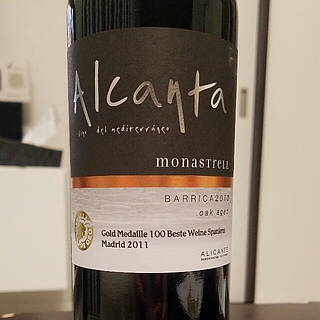 Alcanta
vino del mediterráneo
monastrell
BARRICA 2010
oak aged
Gold Medaille 100 Beste Weine Spaniens
Madrid 2011
ALICANTE